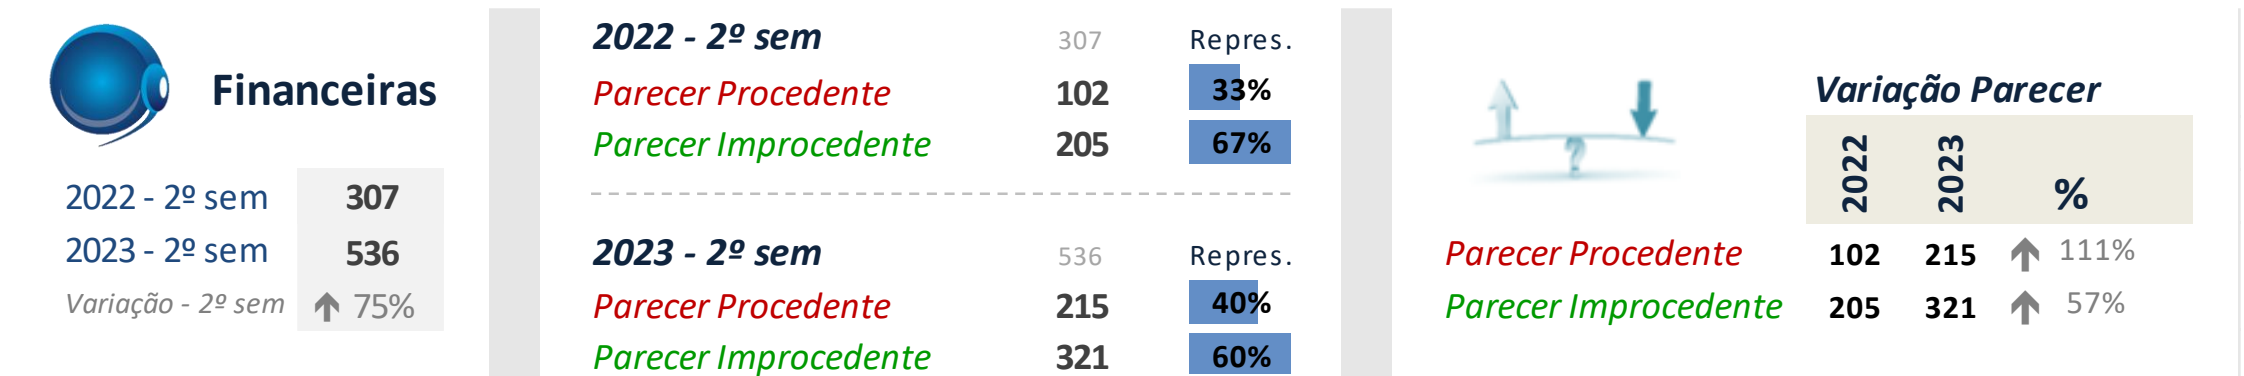 Financeiras
2022 - 2º sem 307
2023 - 2º sem 536
Variação - 2º sem 75%
2022 - 2º sem 307 Repres.
Parecer Procedente 102 33%
Parecer Improcedente 205 67%
2023 - 2º sem 536 Repres.
Parecer Procedente 215 40%
Parecer Improcedente 321 60%
?
Variação Parecer
2022 2023 %
Parecer Procedente 102 215 111%
Parecer Improcedente 205 321 57%